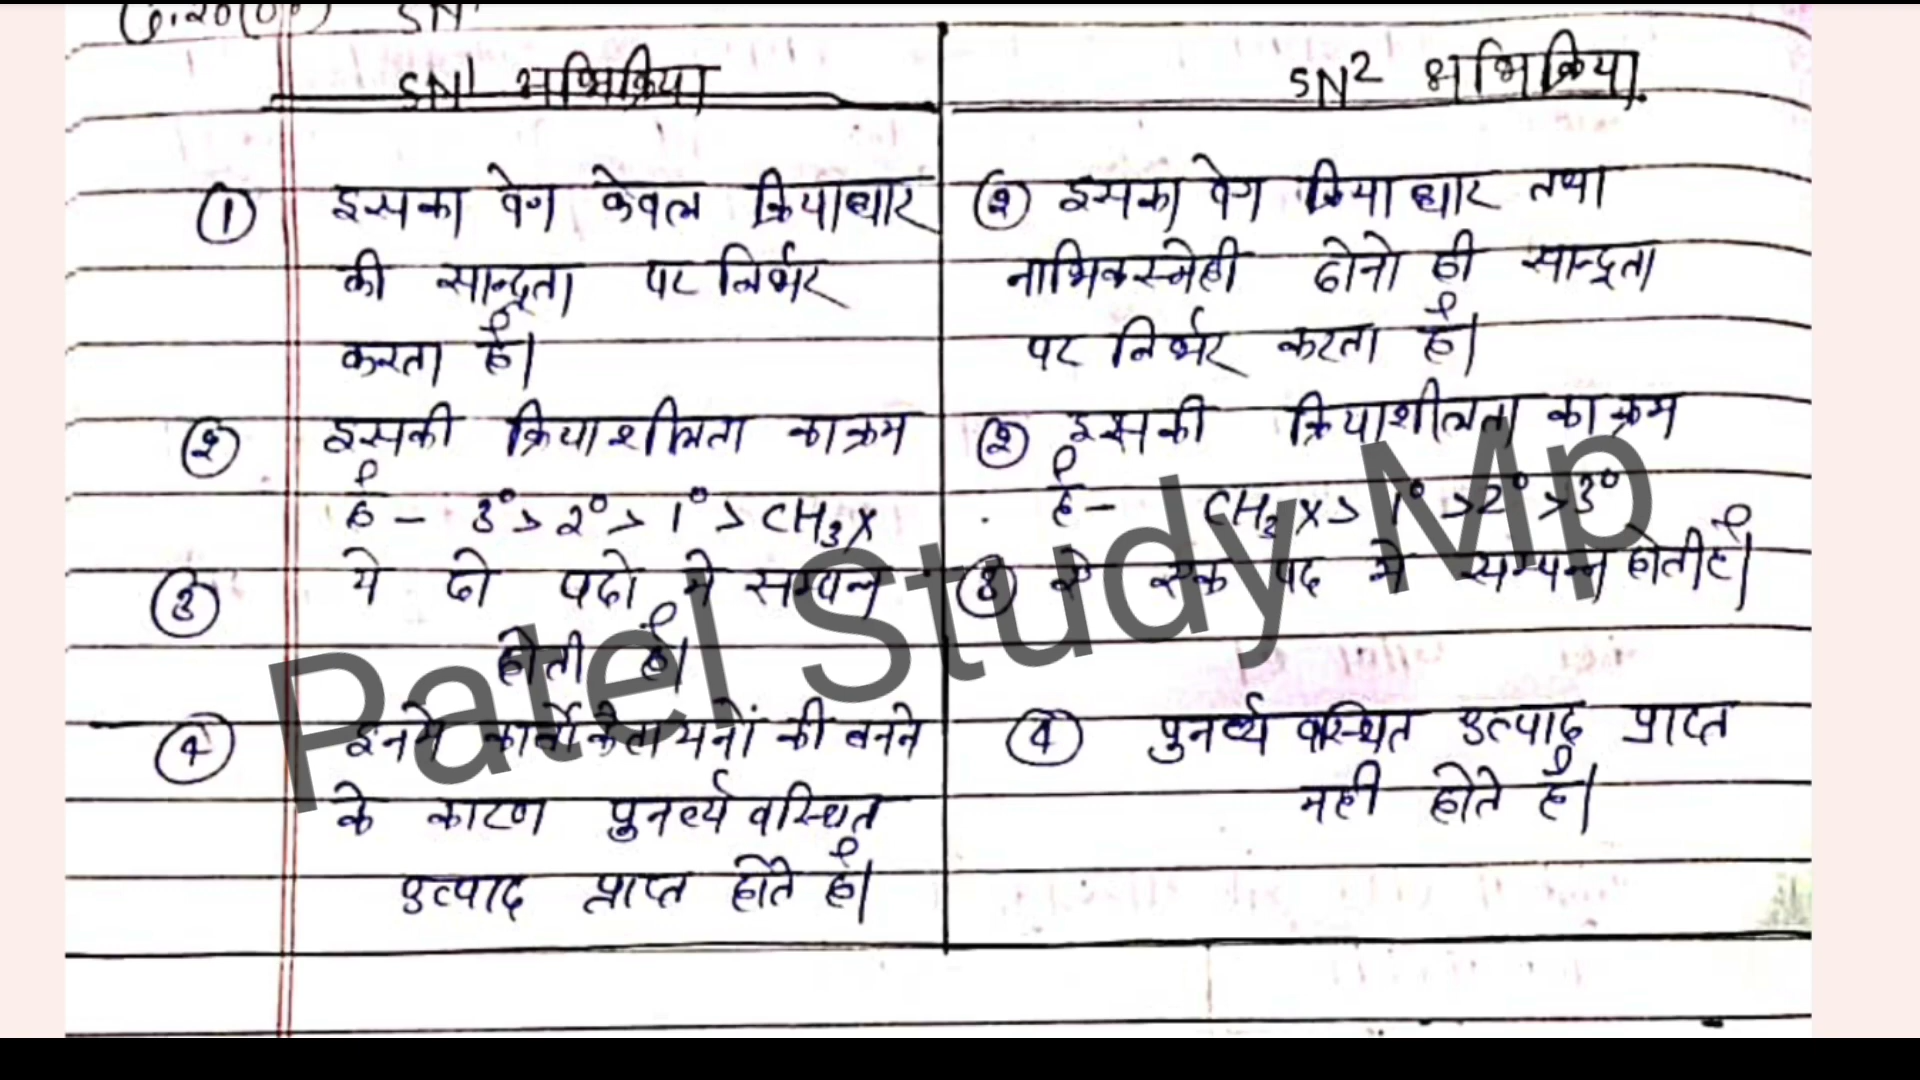 SN¹
SN¹ अभिक्रिया
① इसका वेग केवल क्रियाधार
की सान्द्रता पर निर्भर
करता है।
② इसकी क्रियाशीलता का क्रम
है - 3° > 2° > 1° > CH₃X
③ ये दो पदो मे सम्पन्न
होती है।
④ इनमे कार्बोकैटायनों की बनने
के कारण पुनर्व्यवस्थित
उत्पाद प्राप्त होते है।
SN² अभिक्रिया
① इसका वेग क्रियाधार तथा
नाभिकस्नेही दोनो ही सान्द्रता
पर निर्भर करता है।
② इसकी क्रियाशीलता का क्रम
है - CH₃X > 1° > 2° > 3°
③ ये एक पद मे सम्पन्न होती है।
④ पुनर्व्यवस्थित उत्पाद प्राप्त
नही होते है।
Patel Study Mp